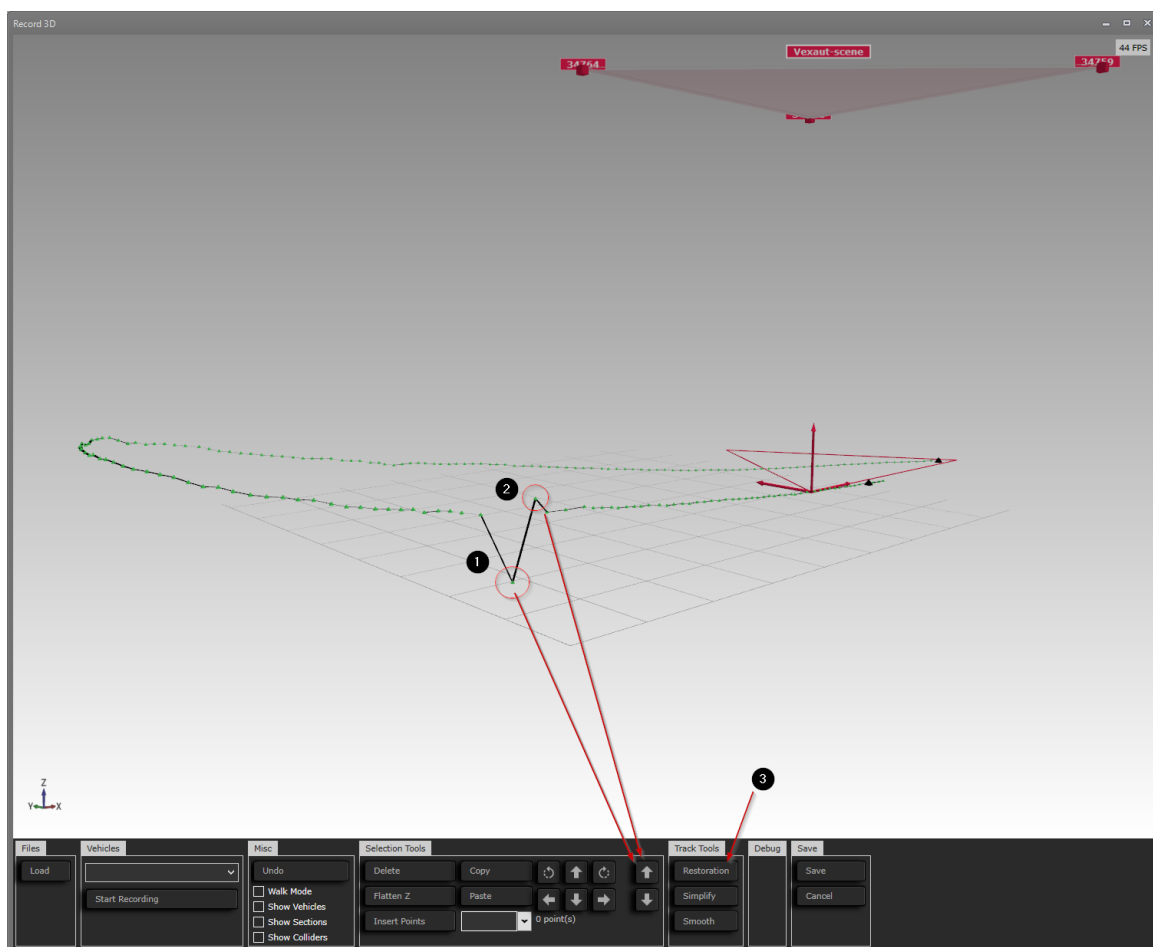 Record 3D
44 FPS
Vexaut-scene
34764
34759
2
1
3
Z
Y
X
Files
Vehicles
Misc
Selection Tools
Track Tools
Debug
Save
Load
Undo
Delete
Copy
Restoration
Save
Start Recording
Walk Mode
Flatten Z
Paste
Simplify
Cancel
Show Vehicles
Show Sections
Insert Points
0 point(s)
Smooth
Show Colliders